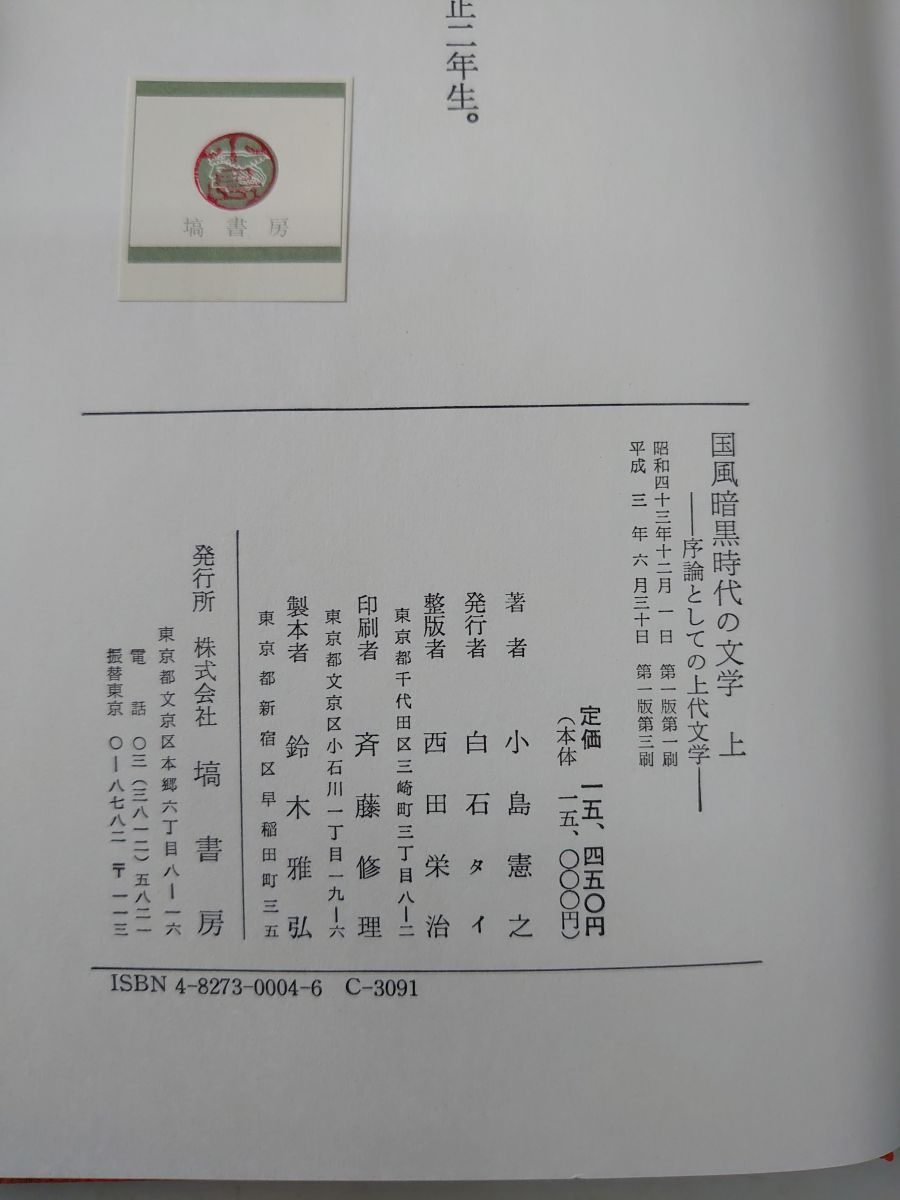 正二年生。
塙書房
国風暗黒時代の文学 上
――序論としての上代文学――
昭和四十三年十二月 一日 第一版第一刷
平成 三 年 六 月三十日 第一版第三刷
定価 一五、四五〇円
(本体 一五、〇〇〇円)
著者 小島憲之
発行者 白石タイ
整版者 西田栄治
東京都千代田区三崎町三丁目八ー二
印刷者 斉藤修理
東京都文京区小石川一丁目一九ー六
製本者 鈴木雅弘
東京都新宿区早稲田町三五
発行所 株式会社 塙書房
東京都文京区本郷六丁目八ー一六
電話 〇三(三八一二)五八二一
振替東京 〇ー八七八二 〒一一三
ISBN 4-8273-0004-6 C-3091